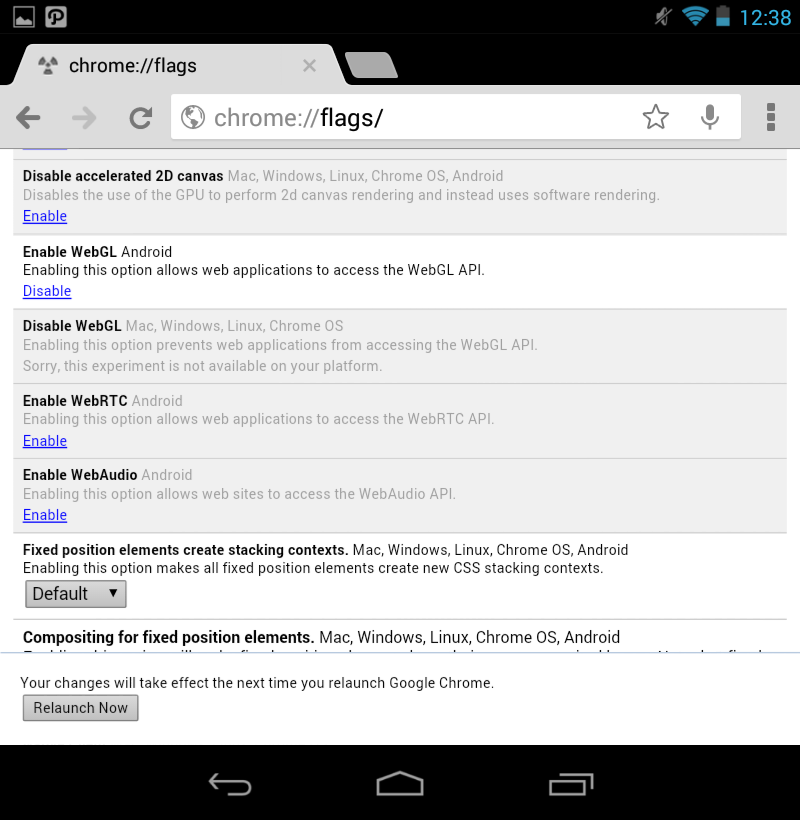 12:38
chrome://flags
chrome://flags/
Disable accelerated 2D canvas Mac, Windows, Linux, Chrome OS, Android
Disables the use of the GPU to perform 2d canvas rendering and instead uses software rendering.
Enable
Enable WebGL Android
Enabling this option allows web applications to access the WebGL API.
Disable
Disable WebGL Mac, Windows, Linux, Chrome OS
Enabling this option prevents web applications from accessing the WebGL API.
Sorry, this experiment is not available on your platform.
Enable WebRTC Android
Enabling this option allows web applications to access the WebRTC API.
Enable
Enable WebAudio Android
Enabling this option allows web sites to access the WebAudio API.
Enable
Fixed position elements create stacking contexts. Mac, Windows, Linux, Chrome OS, Android
Enabling this option makes all fixed position elements create new CSS stacking contexts.
Default
Compositing for fixed position elements. Mac, Windows, Linux, Chrome OS, Android
Your changes will take effect the next time you relaunch Google Chrome.
Relaunch Now